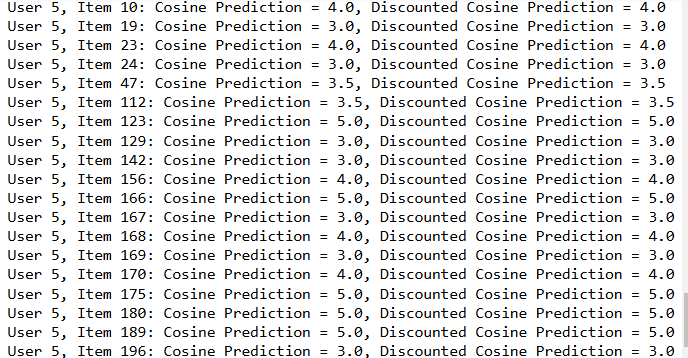 User 5, Item 10: Cosine Prediction = 4.0, Discounted Cosine Prediction = 4.0
User 5, Item 19: Cosine Prediction = 3.0, Discounted Cosine Prediction = 3.0
User 5, Item 23: Cosine Prediction = 4.0, Discounted Cosine Prediction = 4.0
User 5, Item 24: Cosine Prediction = 3.0, Discounted Cosine Prediction = 3.0
User 5, Item 47: Cosine Prediction = 3.5, Discounted Cosine Prediction = 3.5
User 5, Item 112: Cosine Prediction = 3.5, Discounted Cosine Prediction = 3.5
User 5, Item 123: Cosine Prediction = 5.0, Discounted Cosine Prediction = 5.0
User 5, Item 129: Cosine Prediction = 3.0, Discounted Cosine Prediction = 3.0
User 5, Item 142: Cosine Prediction = 3.0, Discounted Cosine Prediction = 3.0
User 5, Item 156: Cosine Prediction = 4.0, Discounted Cosine Prediction = 4.0
User 5, Item 166: Cosine Prediction = 5.0, Discounted Cosine Prediction = 5.0
User 5, Item 167: Cosine Prediction = 3.0, Discounted Cosine Prediction = 3.0
User 5, Item 168: Cosine Prediction = 4.0, Discounted Cosine Prediction = 4.0
User 5, Item 169: Cosine Prediction = 3.0, Discounted Cosine Prediction = 3.0
User 5, Item 170: Cosine Prediction = 4.0, Discounted Cosine Prediction = 4.0
User 5, Item 175: Cosine Prediction = 5.0, Discounted Cosine Prediction = 5.0
User 5, Item 180: Cosine Prediction = 5.0, Discounted Cosine Prediction = 5.0
User 5, Item 189: Cosine Prediction = 5.0, Discounted Cosine Prediction = 5.0
User 5, Item 196: Cosine Prediction = 3.0, Discounted Cosine Prediction = 3.0